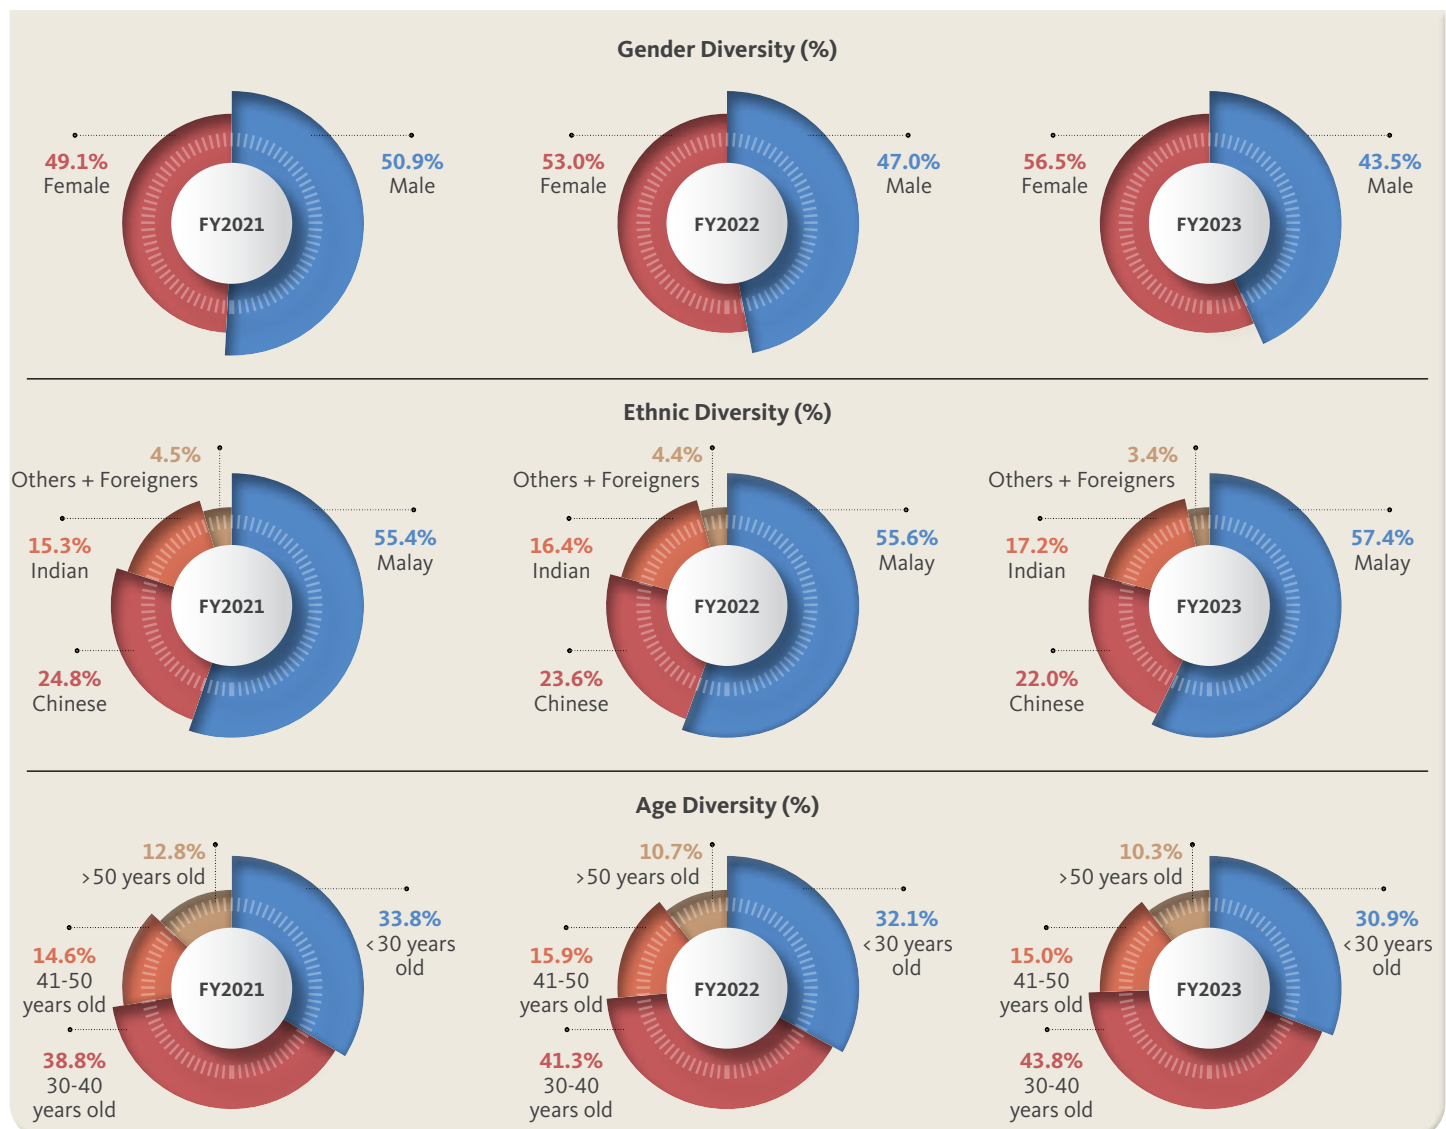 Gender Diversity (%)
49.1%
Female
FY2021
50.9%
Male
53.0%
Female
FY2022
47.0%
Male
56.5%
Female
FY2023
43.5%
Male
Ethnic Diversity (%)
4.5%
Others + Foreigners
15.3%
Indian
24.8%
Chinese
FY2021
55.4%
Malay
4.4%
Others + Foreigners
16.4%
Indian
23.6%
Chinese
FY2022
55.6%
Malay
3.4%
Others + Foreigners
17.2%
Indian
22.0%
Chinese
FY2023
57.4%
Malay
Age Diversity (%)
12.8%
>50 years old
14.6%
41-50
years old
38.8%
30-40
years old
FY2021
33.8%
<30 years
old
10.7%
>50 years old
15.9%
41-50
years old
41.3%
30-40
years old
FY2022
32.1%
<30 years
old
10.3%
>50 years old
15.0%
41-50
years old
43.8%
30-40
years old
FY2023
30.9%
<30 years
old